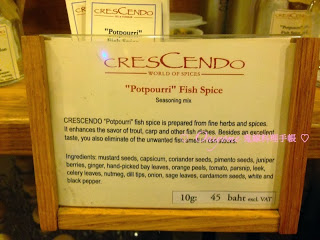 CRESCENDO
CRESCENDO
WORLD OF SPICES
"Potpourri" Fish Spice
Seasoning mix
CRESCENDO "Potpourri" fish spice is prepared from fine herbs and spices.
It enhances the savor of trout, carp and other fish dishes. Besides an excellent
taste, you also eliminate of the unwanted fish smell in
Ingredients: mustard seeds, capsicum, coriander seeds, pimento seeds, juniper
berries, ginger, hand-picked bay leaves, orange peels, tomato, parsnip, leek,
celery leaves, nutmeg, dill tips, onion, sage leaves, cantamom seeds, white and
black pepper.
10g: 45 baht excl. VAT